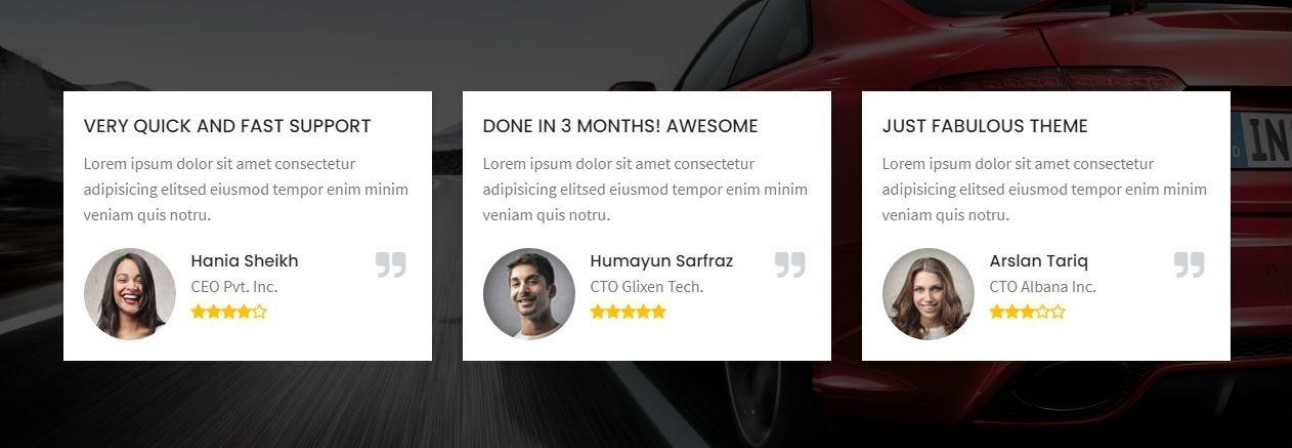 VERY QUICK AND FAST SUPPORT
Lorem ipsum dolor sit amet consectetur
adipisicing elitsed eiusmod tempor enim minim
veniam quis notru.
Hania Sheikh
CEO Pvt. Inc.
DONE IN 3 MONTHS! AWESOME
Lorem ipsum dolor sit amet consectetur
adipisicing elitsed eiusmod tempor enim minim
veniam quis notru.
Humayun Sarfraz
CTO Glixen Tech.
JUST FABULOUS THEME
Lorem ipsum dolor sit amet consectetur
adipisicing elitsed eiusmod tempor enim minim
veniam quis notru.
Arslan Tariq
CTO Albana Inc.
D IN